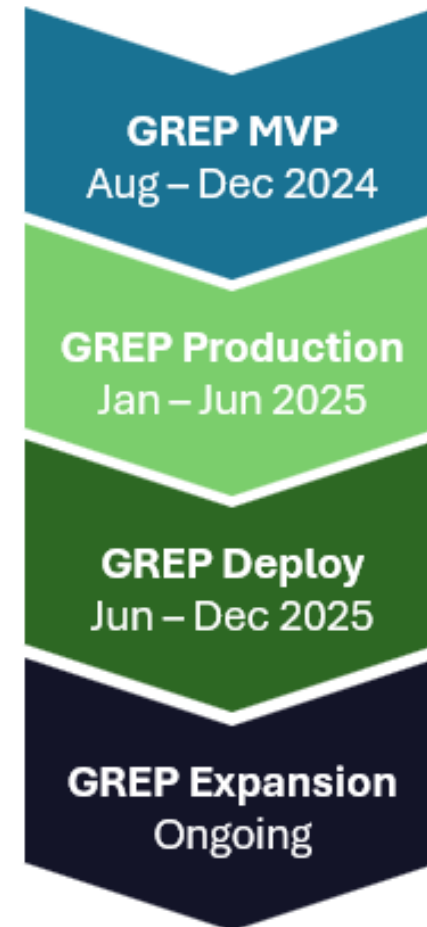 GREP MVP
Aug – Dec 2024
GREP Production
Jan – Jun 2025
GREP Deploy
Jun – Dec 2025
GREP Expansion
Ongoing